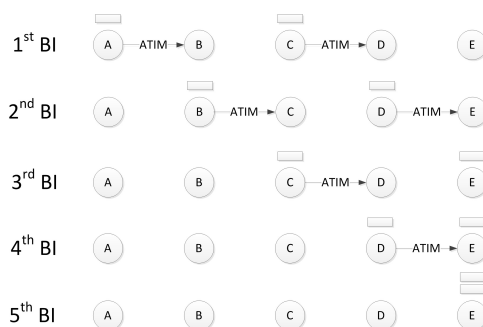 1st BI A ATIM B C ATIM D E
2nd BI A B ATIM C D ATIM E
3rd BI A B C ATIM D E
4th BI A B C D ATIM E
5th BI A B C D E